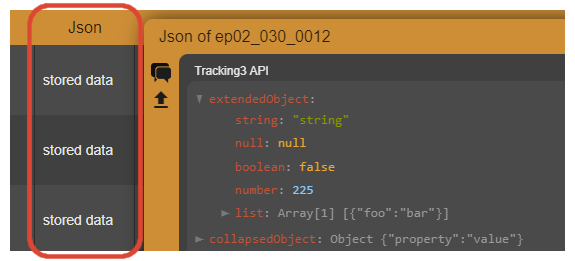 Json
stored data
stored data
stored data
Json of ep02_030_0012
Tracking3 API
extendedObject:
string: "string"
null: null
boolean: false
number: 225
list: Array[1] [{"foo":"bar"}]
collapsedObject: Object {"property":"value"}